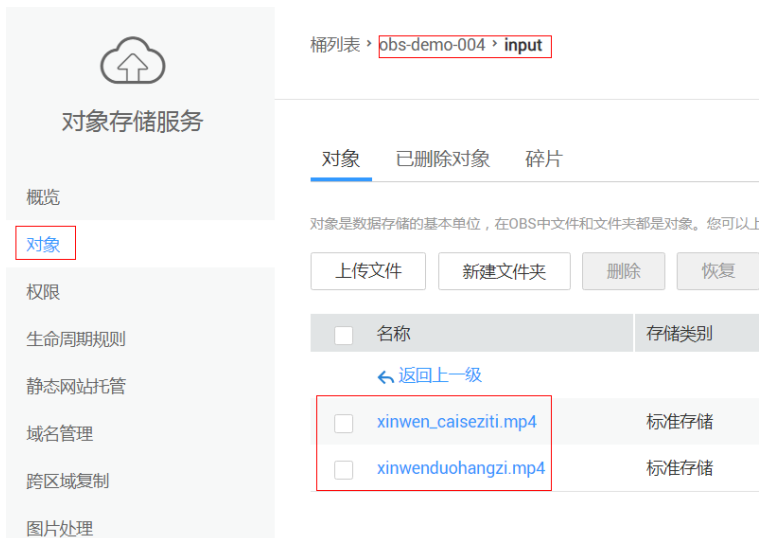 对象存储服务
概览
对象
权限
生命周期规则
静态网站托管
域名管理
跨区域复制
图片处理
桶列表 › obs-demo-004 › input
对象 已删除对象 碎片
对象是数据存储的基本单位，在OBS中文件和文件夹都是对象。您可以上
上传文件 新建文件夹 删除 恢复
名称 存储类别
返回上一级
xinwen_caiseziti.mp4 标准存储
xinwenduohangzi.mp4 标准存储